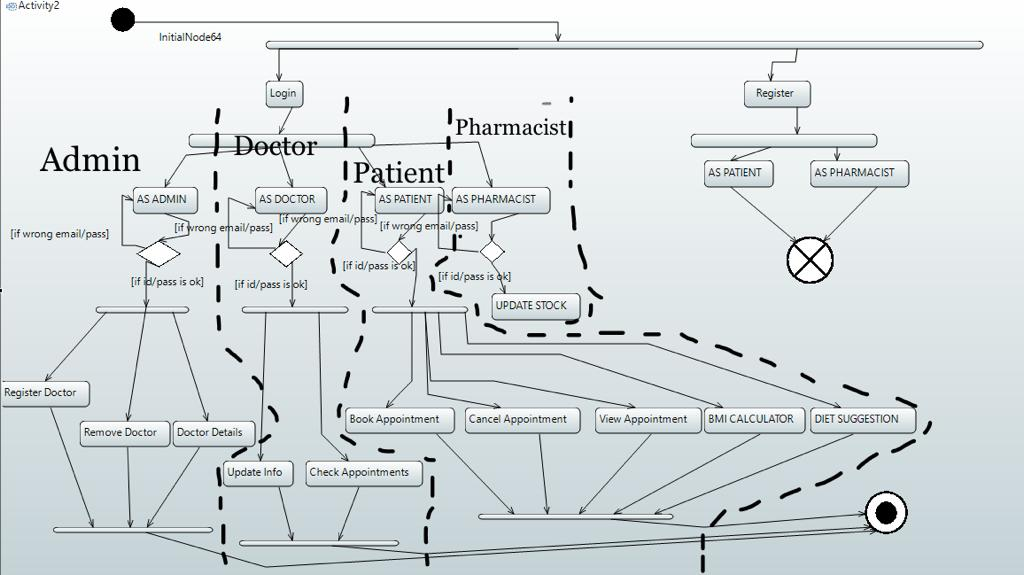 Activity2
InitialNode64
Login
Register
Pharmacist
Doctor
Admin
Patient
AS PATIENT
AS PHARMACIST
AS ADMIN
AS DOCTOR
AS PATIENT
AS PHARMACIST
[if wrong email/pass]
[if wrong email/pass]
[if wrong email/pass]
[if wrong email/pass]
[if id/pass is ok]
[if id/pass is ok]
[if id/pass is ok]
[if id/pass is ok]
UPDATE STOCK
Register Doctor
Remove Doctor
Doctor Details
Book Appointment
Cancel Appointment
View Appointment
BMI CALCULATOR
DIET SUGGESTION
Update Info
Check Appointments